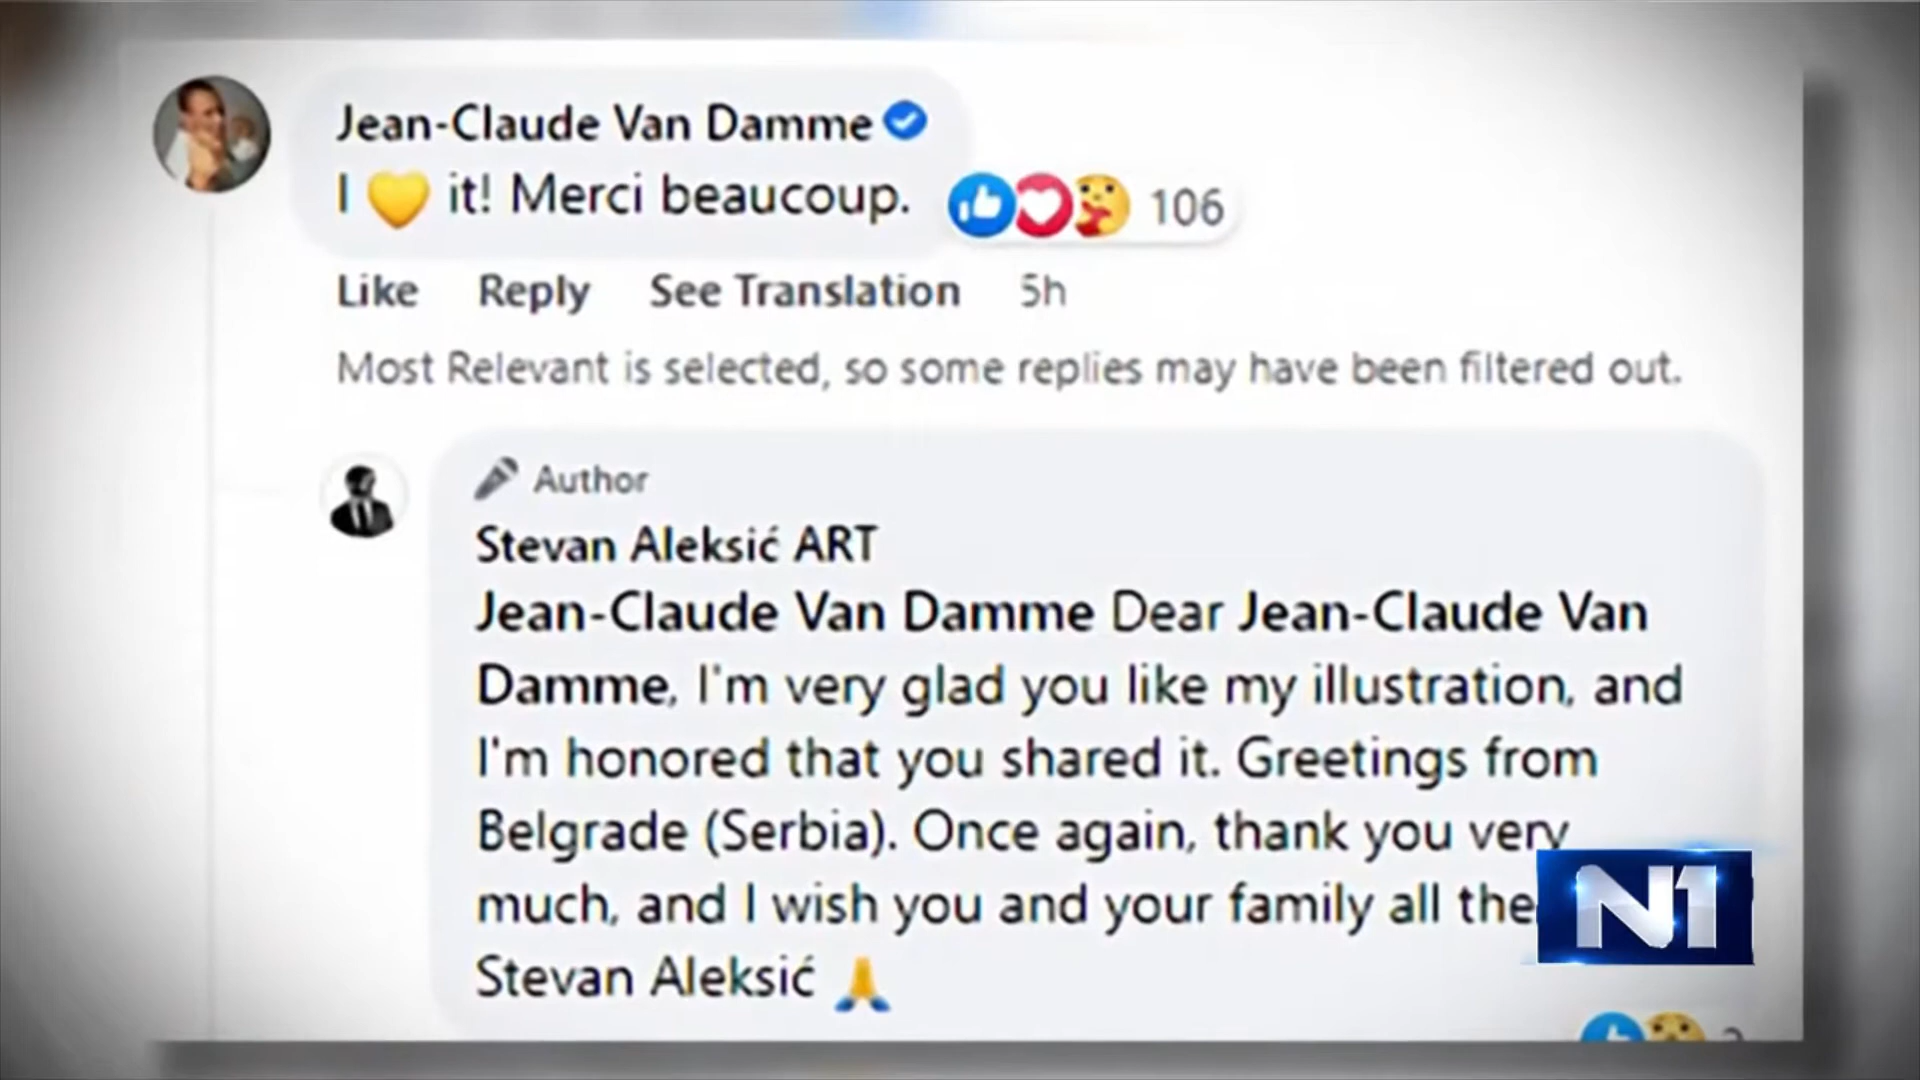 Jean-Claude Van Damme
I 💛 it! Merci beaucoup.
106
Like Reply See Translation 5h
Most Relevant is selected, so some replies may have been filtered out.
Author
Stevan Aleksić ART
Jean-Claude Van Damme Dear Jean-Claude Van
Damme, I'm very glad you like my illustration, and
I'm honored that you shared it. Greetings from
Belgrade (Serbia). Once again, thank you very
much, and I wish you and your family all the
Stevan Aleksić 🙏
N1